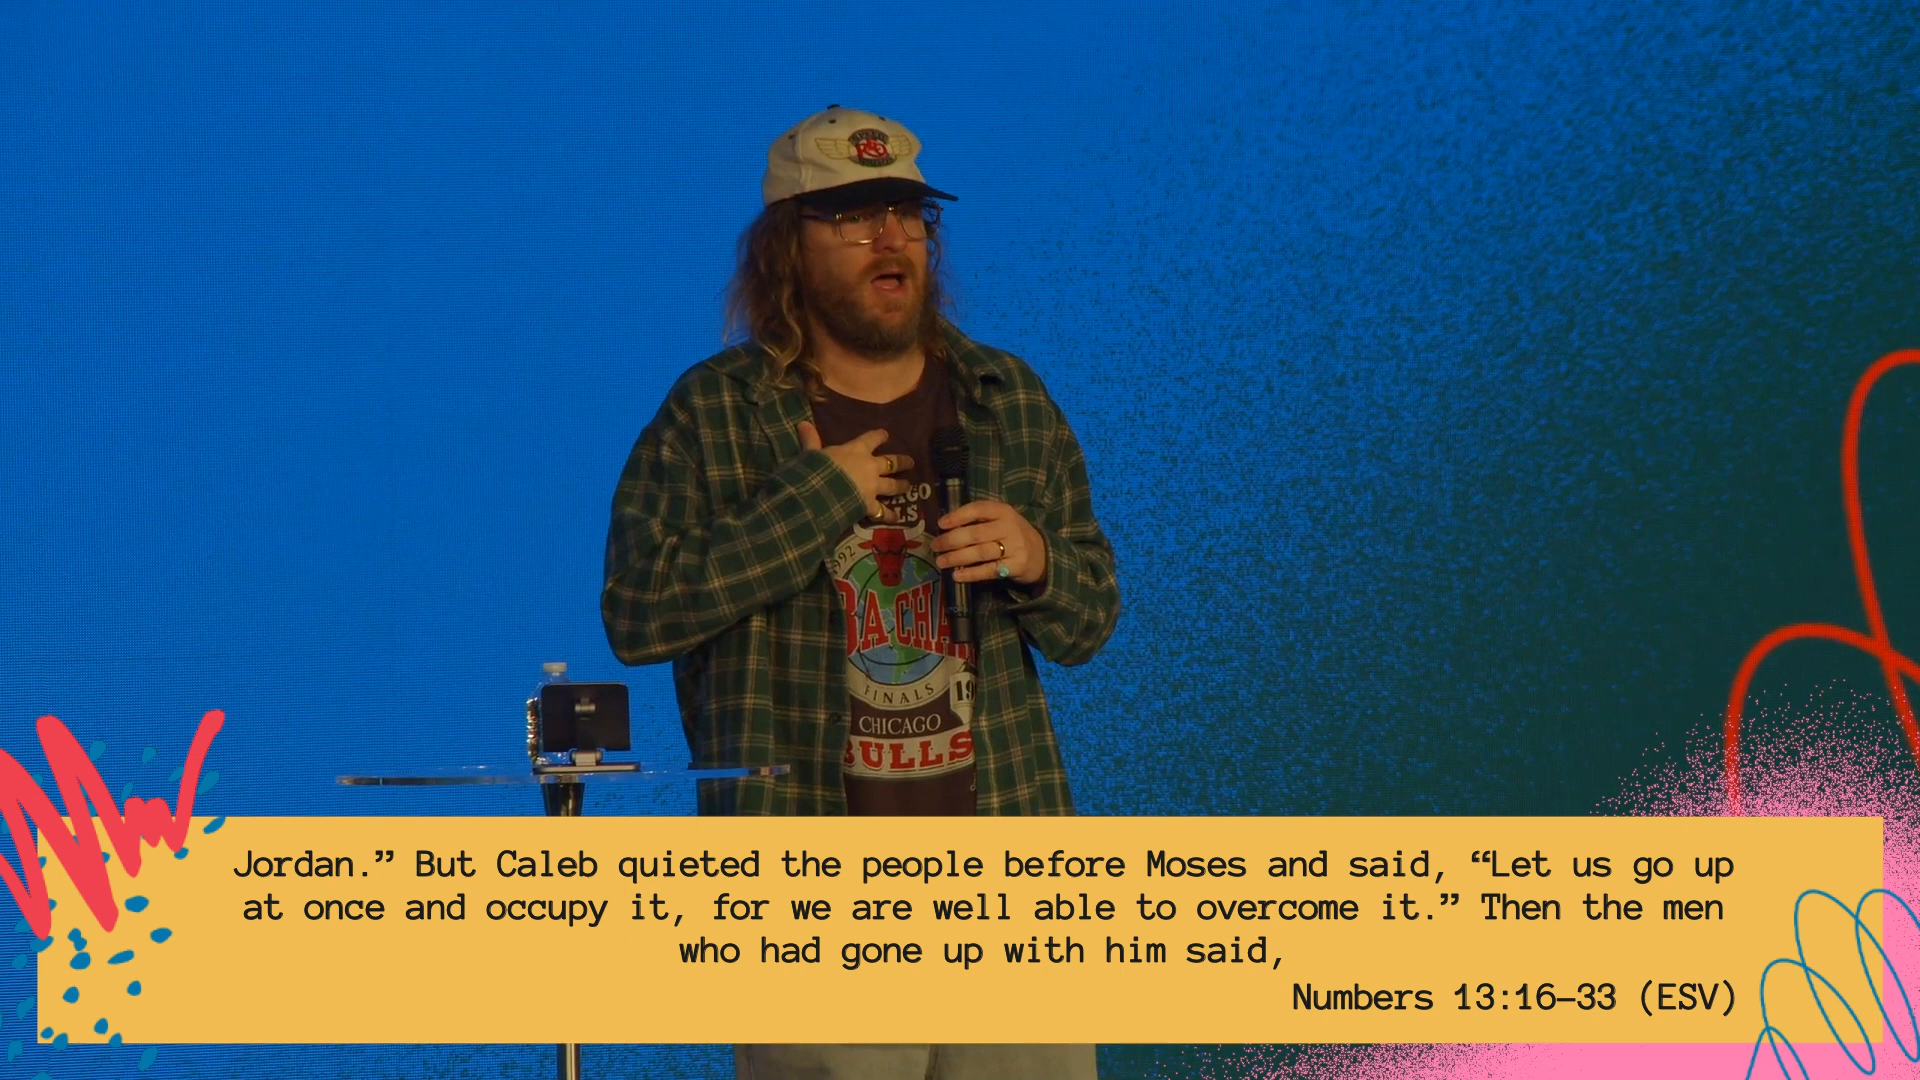 CHICAGO
BULLS
Jordan.” But Caleb quieted the people before Moses and said, “Let us go up
at once and occupy it, for we are well able to overcome it.” Then the men
who had gone up with him said,
Numbers 13:16–33 (ESV)